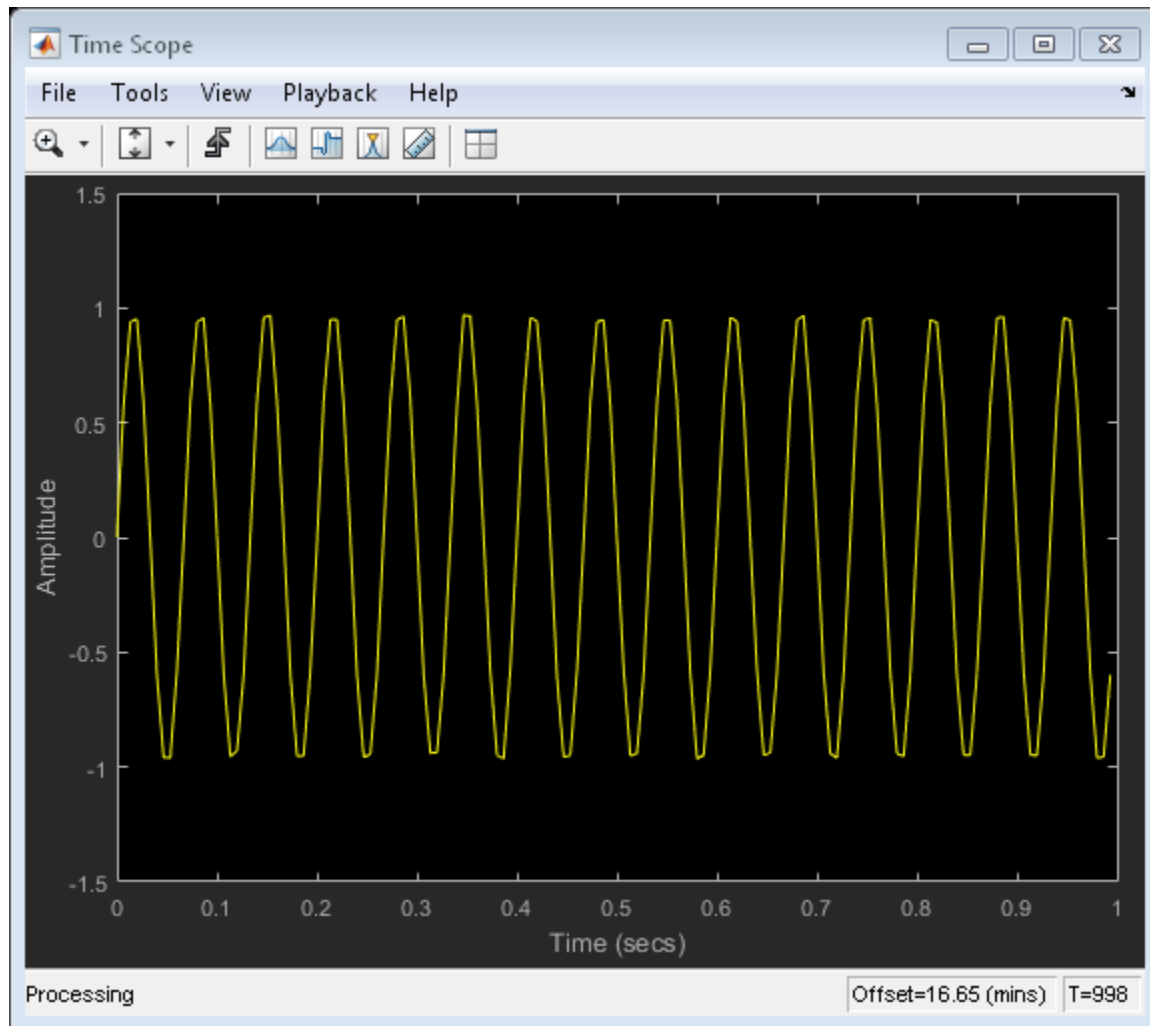 Time Scope
File Tools View Playback Help
1.5
1
0.5
0
-0.5
-1
-1.5
Amplitude
0 0.1 0.2 0.3 0.4 0.5 0.6 0.7 0.8 0.9 1
Time (secs)
Processing Offset=16.65 (mins) T=998